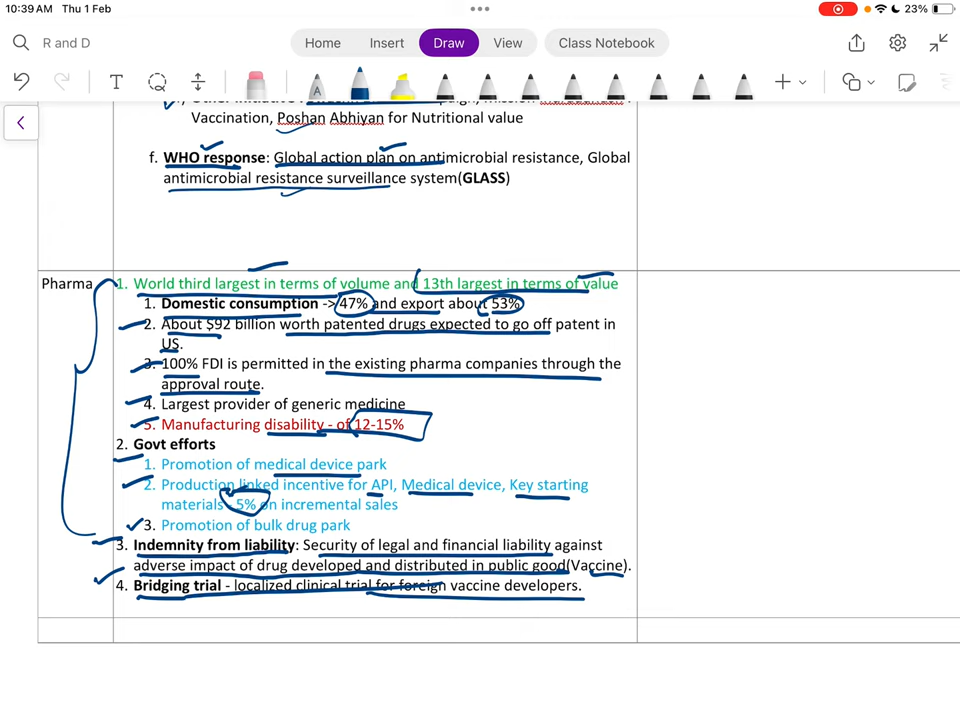 10:39 AM Thu 1 Feb
23%
R and D
Home Insert Draw View Class Notebook
T
A
Vaccination, Poshan Abhiyan for Nutritional value
f. WHO response: Global action plan on antimicrobial resistance, Global
antimicrobial resistance surveillance system(GLASS)
Pharma
1. World third largest in terms of volume and 13th largest in terms of value
1. Domestic consumption -> 47% and export about 53%
2. About $92 billion worth patented drugs expected to go off patent in
US.
3. 100% FDI is permitted in the existing pharma companies through the
approval route.
4. Largest provider of generic medicine
5. Manufacturing disability - of 12-15%
2. Govt efforts
1. Promotion of medical device park
2. Production linked incentive for API, Medical device, Key starting
materials - 5% on incremental sales
3. Promotion of bulk drug park
3. Indemnity from liability: Security of legal and financial liability against
adverse impact of drug developed and distributed in public good(Vaccine).
4. Bridging trial - localized clinical trial for foreign vaccine developers.